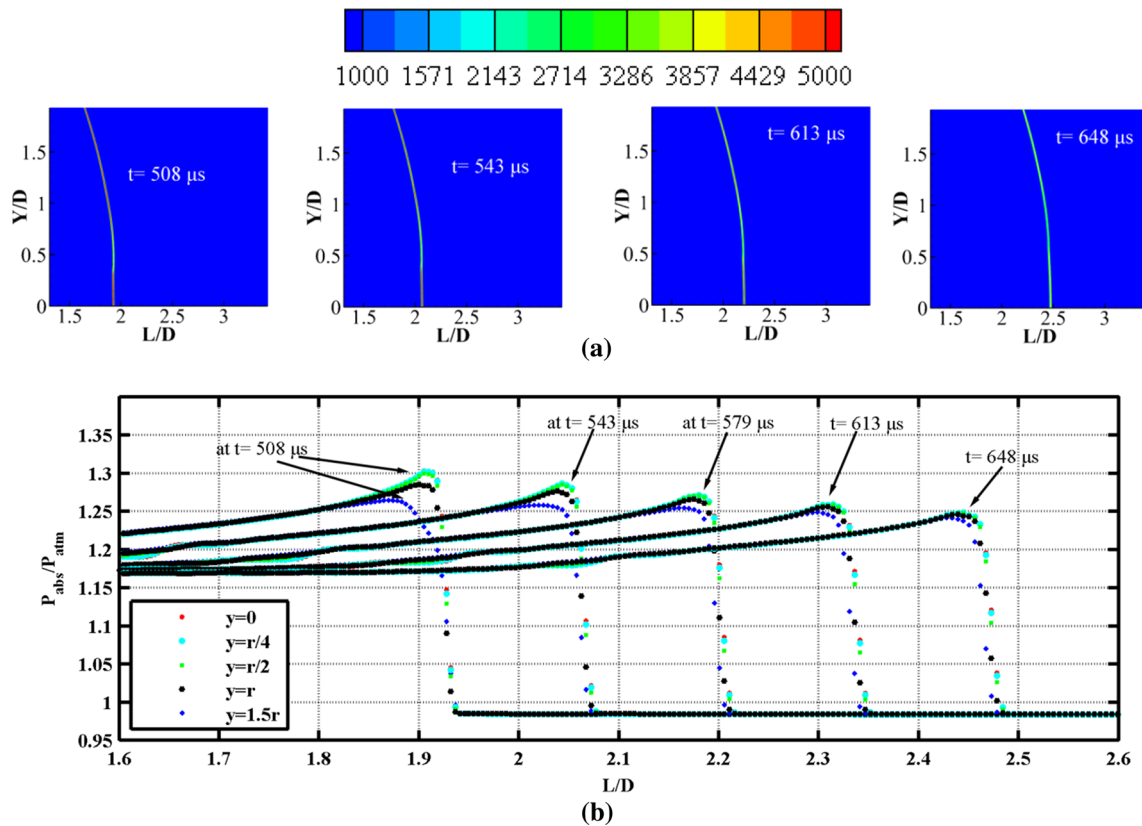 1000 1571 2143 2714 3286 3857 4429 5000
Y/D
1.5
1
0.5
0
t= 508 µs
1.5 2 2.5 3
L/D
Y/D
1.5
1
0.5
0
t= 543 µs
1.5 2 2.5 3
L/D
Y/D
1.5
1
0.5
0
t= 613 µs
1.5 2 2.5 3
L/D
Y/D
1.5
1
0.5
0
t= 648 µs
1.5 2 2.5 3
L/D
(a)
P_abs/P_atm
1.35
1.3
1.25
1.2
1.15
1.1
1.05
1
0.95
at t= 508 µs
at t= 543 µs
at t= 579 µs
t= 613 µs
t= 648 µs
y=0
y=r/4
y=r/2
y=r
y=1.5r
1.6 1.7 1.8 1.9 2 2.1 2.2 2.3 2.4 2.5 2.6
L/D
(b)